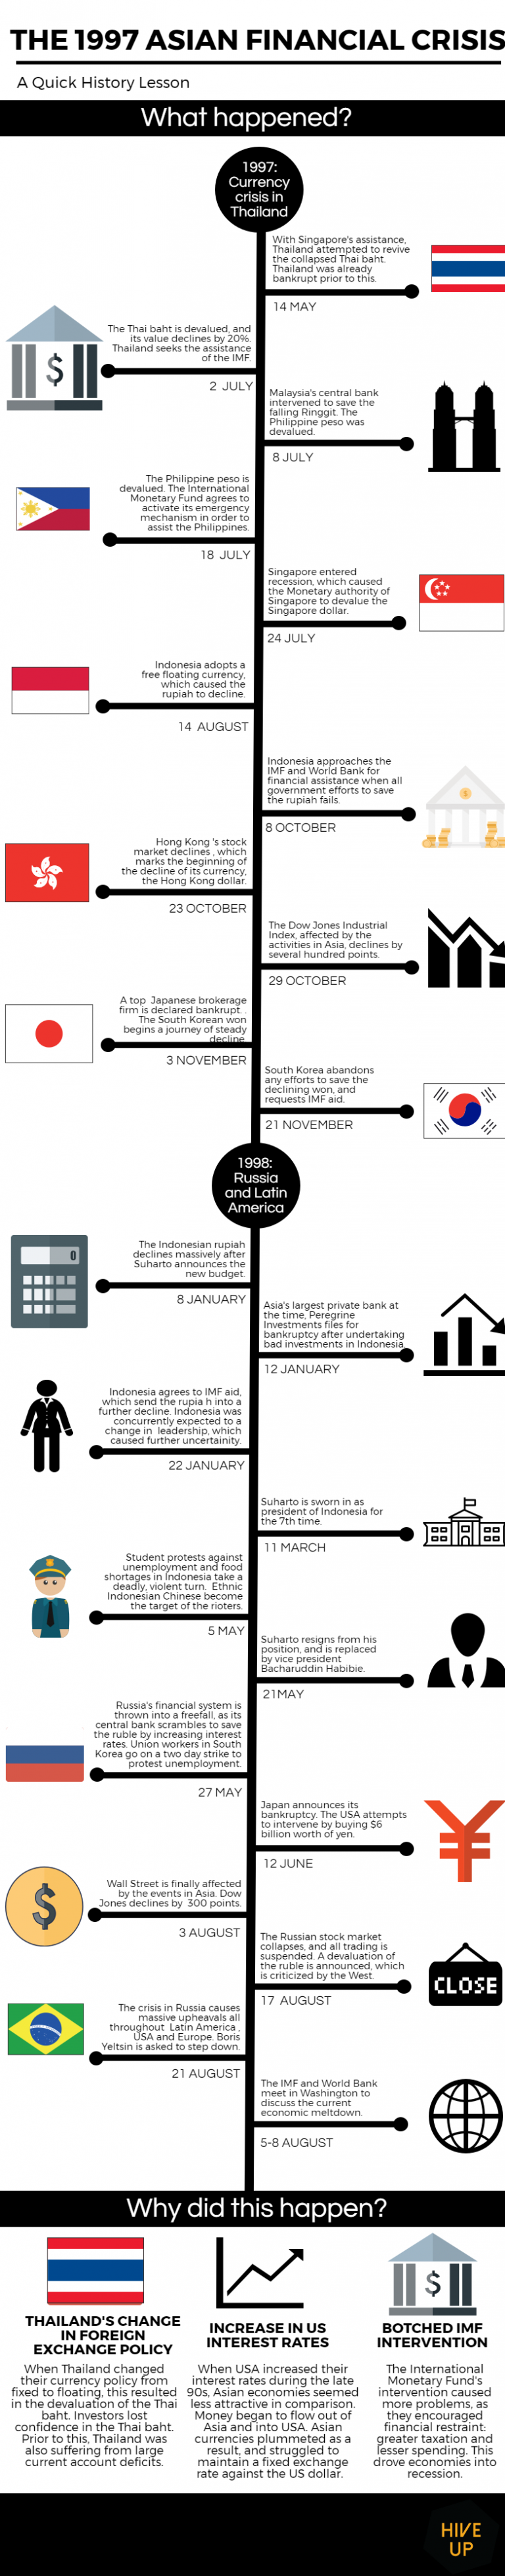 THE 1997 ASIAN FINANCIAL CRISIS
A Quick History Lesson
What happened?
1997:
Currency
crisis in
Thailand
With Singapore's assistance,
Thailand attempted to revive
the collapsed Thai baht.
Thailand was already
bankrupt prior to this.
14 MAY
The Thai baht is devalued, and
its value declines by 20%.
Thailand seeks the assistance
of the IMF.
2 JULY
Malaysia's central bank
intervened to save the
falling Ringgit. The
Philippine peso was
devalued.
8 JULY
The Philippine peso is
devalued. The International
Monetary Fund agrees to
activate its emergency
mechanism in order to
assist the Philippines.
18 JULY
Singapore entered
recession, which caused
the Monetary authority of
Singapore to devalue the
Singapore dollar.
24 JULY
Indonesia adopts a
free floating currency,
which caused the
rupiah to decline.
14 AUGUST
Indonesia approaches the
IMF and World Bank for
financial assistance when all
government efforts to save
the rupiah fails.
8 OCTOBER
Hong Kong 's stock
market declines , which
marks the beginning of
the decline of its currency,
the Hong Kong dollar.
23 OCTOBER
The Dow Jones Industrial
Index, affected by the
activities in Asia, declines by
several hundred points.
29 OCTOBER
A top Japanese brokerage
firm is declared bankrupt. .
The South Korean won
begins a journey of steady
decline.
3 NOVEMBER
South Korea abandons
any efforts to save the
declining won, and
requests IMF aid.
21 NOVEMBER
1998:
Russia
and Latin
America
The Indonesian rupiah
declines massively after
Suharto announces the
new budget.
8 JANUARY
Asia's largest private bank at
the time, Peregrine
Investments files for
bankruptcy after undertaking
bad investments in Indonesia.
12 JANUARY
Indonesia agrees to IMF aid,
which send the rupia h into a
further decline. Indonesia was
concurrently expected to a
change in leadership, which
caused further uncertainity.
22 JANUARY
Suharto is sworn in as
president of Indonesia for
the 7th time.
11 MARCH
Student protests against
unemployment and food
shortages in Indonesia take a
deadly, violent turn. Ethnic
Indonesian Chinese become
the target of the rioters.
5 MAY
Suharto resigns from his
position, and is replaced
by vice president
Bacharuddin Habibie.
21MAY
Russia's financial system is
thrown into a freefall, as its
central bank scrambles to save
the ruble by increasing interest
rates. Union workers in South
Korea go on a two day strike to
protest unemployment.
27 MAY
Japan announces its
bankruptcy. The USA attempts
to intervene by buying $6
billion worth of yen.
12 JUNE
Wall Street is finally affected
by the events in Asia. Dow
Jones declines by 300 points.
3 AUGUST
The Russian stock market
collapses, and all trading is
suspended. A devaluation of
the ruble is announced, which
is criticized by the West.
CLOSE
17 AUGUST
The crisis in Russia causes
massive upheavals all
throughout Latin America ,
USA and Europe. Boris
Yeltsin is asked to step down.
21 AUGUST
The IMF and World Bank
meet in Washington to
discuss the current
economic meltdown.
5-8 AUGUST
Why did this happen?
THAILAND'S CHANGE
IN FOREIGN
EXCHANGE POLICY
When Thailand changed
their currency policy from
fixed to floating, this resulted
in the devaluation of the Thai
baht. Investors lost
confidence in the Thai baht.
Prior to this, Thailand was
also suffering from large
current account deficits.
INCREASE IN US
INTEREST RATES
When USA increased their
interest rates during the late
90s, Asian economies seemed
less attractive in comparison.
Money began to flow out of
Asia and into USA. Asian
currencies plummeted as a
result, and struggled to
maintain a fixed exchange
rate against the US dollar.
BOTCHED IMF
INTERVENTION
The International
Monetary Fund's
intervention caused
more problems, as
they encouraged
financial restraint:
greater taxation and
lesser spending. This
drove economies into
recession.
HIVE
UP